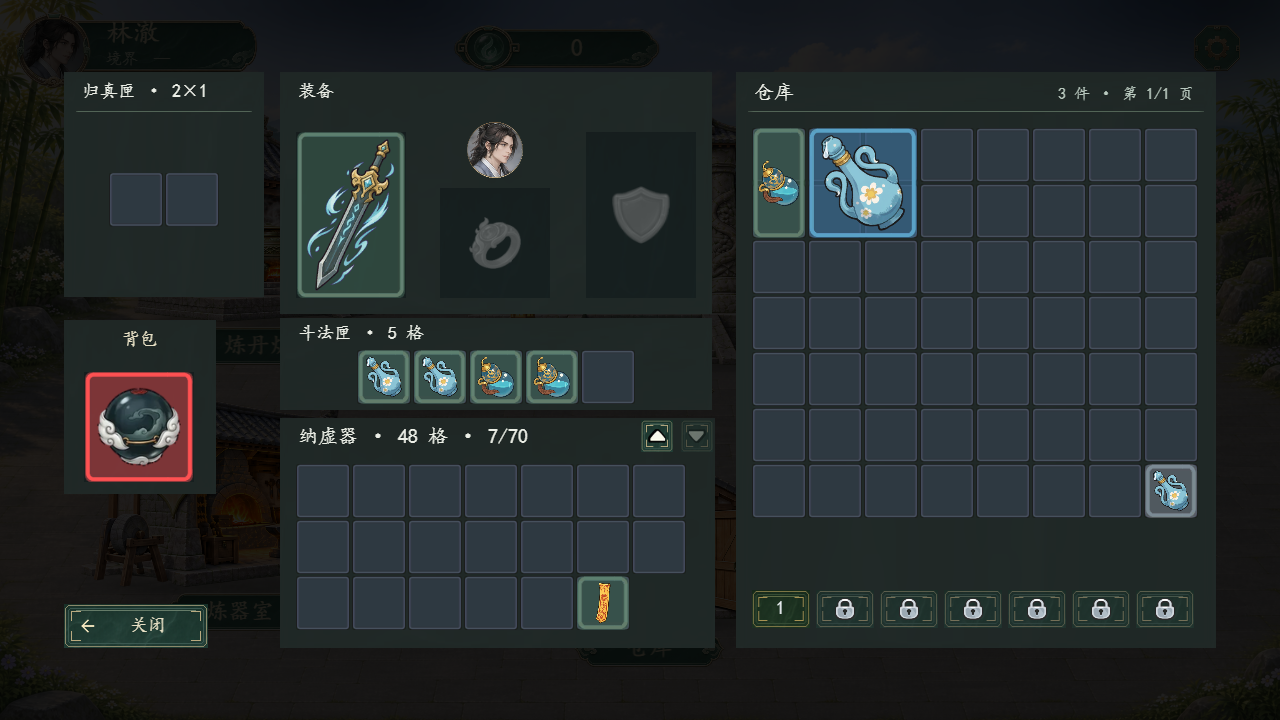 林澈
境界 一
0
归真匣 • 2×1
装备
仓库
3 件 • 第 1/1 页
背包
斗法匣 • 5 格
纳虚器 • 48 格 • 7/70
炼丹
炼器室
仓库
1
← 关闭